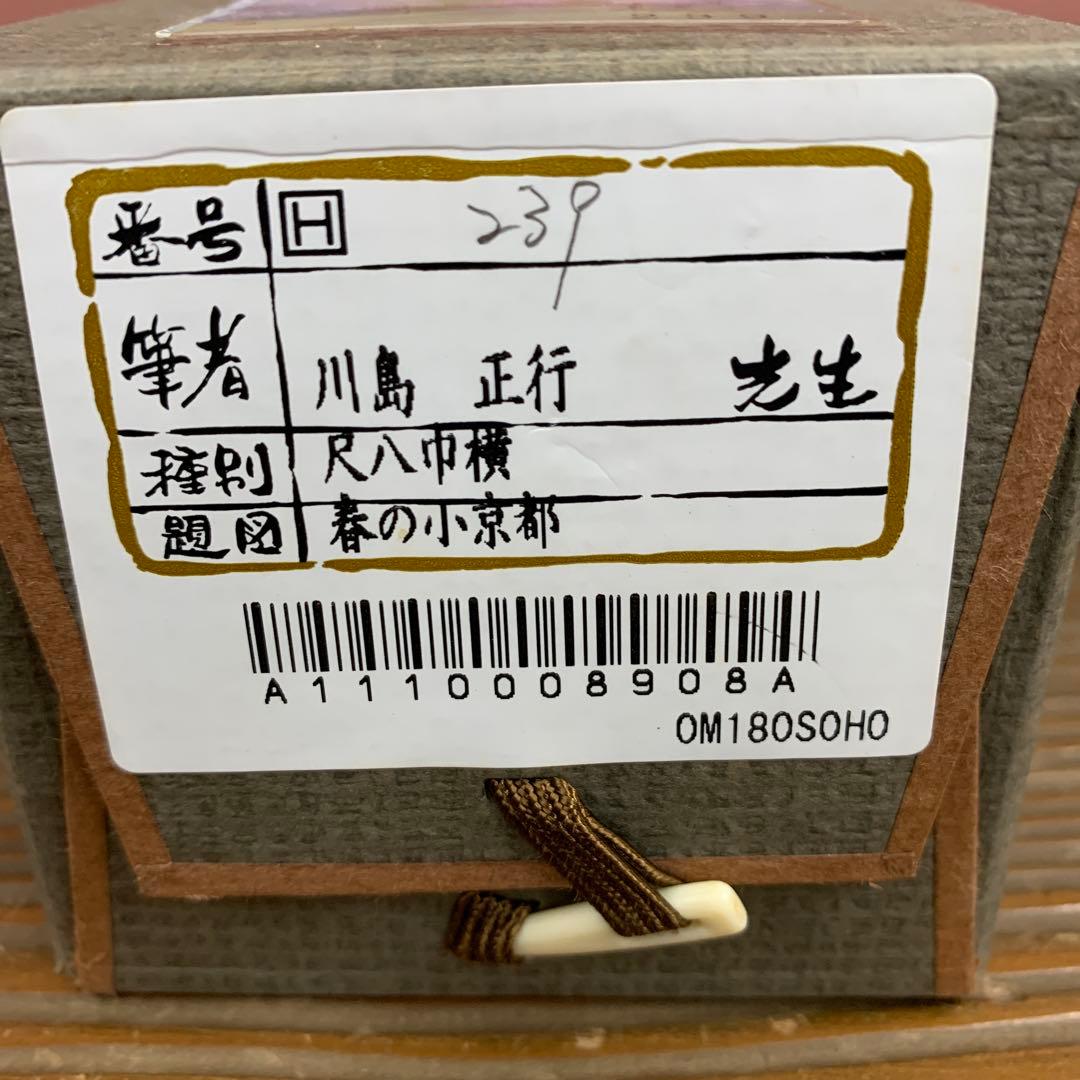 番号 H 239
筆者 川島 正行 先生
種別 尺八巾横
題図 春の小京都
A1110008908A
OM180SOHO